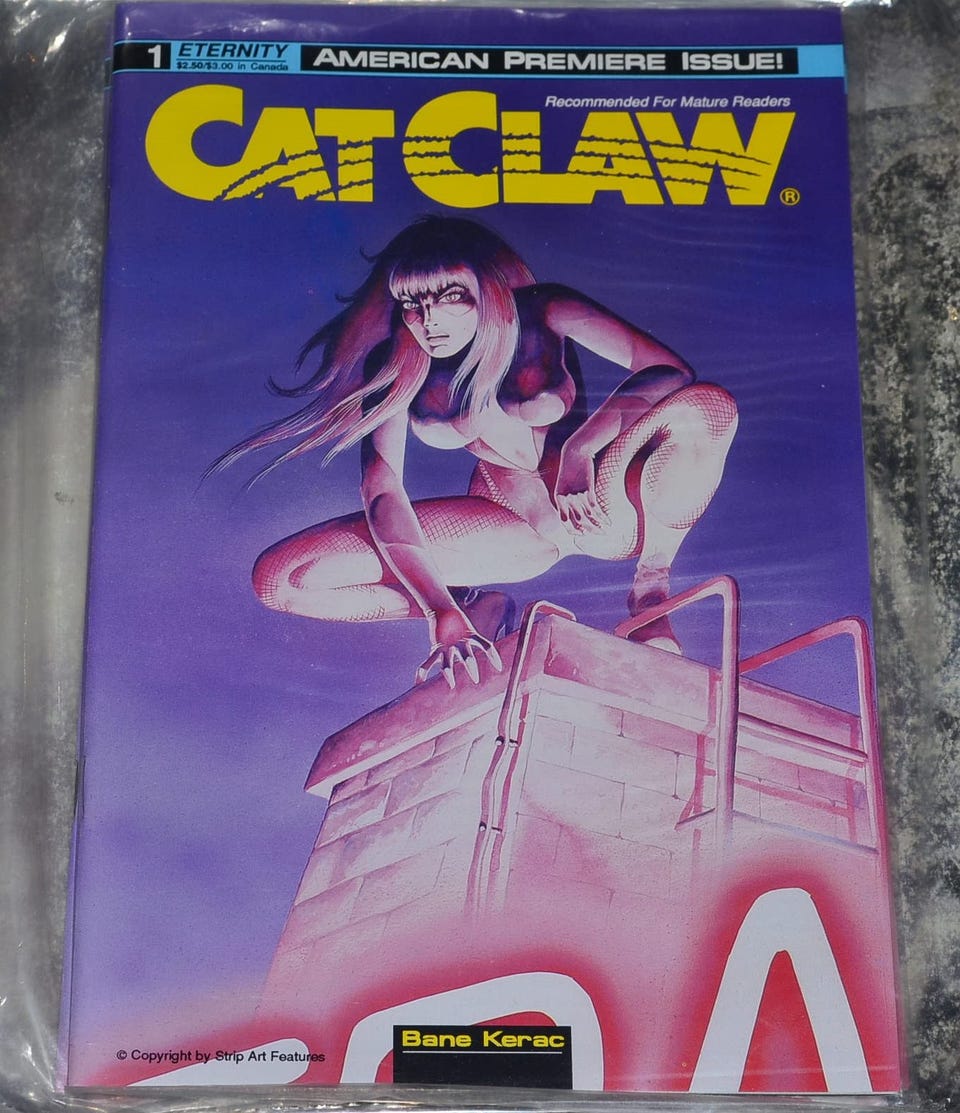 1
ETERNITY
$2.50/$3.00 in Canada
AMERICAN PREMIERE ISSUE!
Recommended For Mature Readers
CAT CLAW
®
Bane Kerac
© Copyright by Strip Art Features